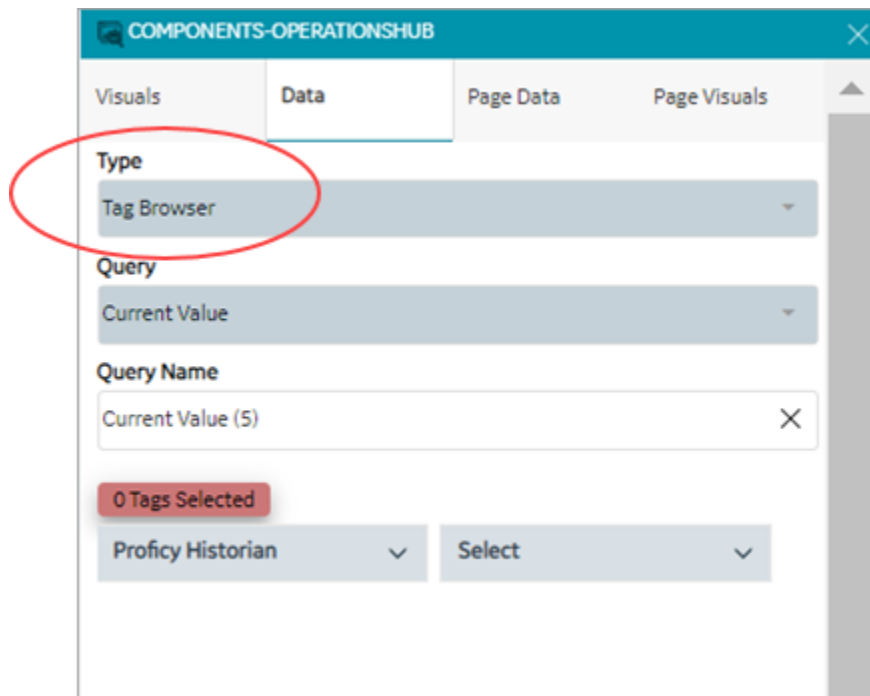 COMPONENTS-OPERATIONSHUB
Visuals Data Page Data Page Visuals
Type
Tag Browser
Query
Current Value
Query Name
Current Value (5)
0 Tags Selected
Proficy Historian Select